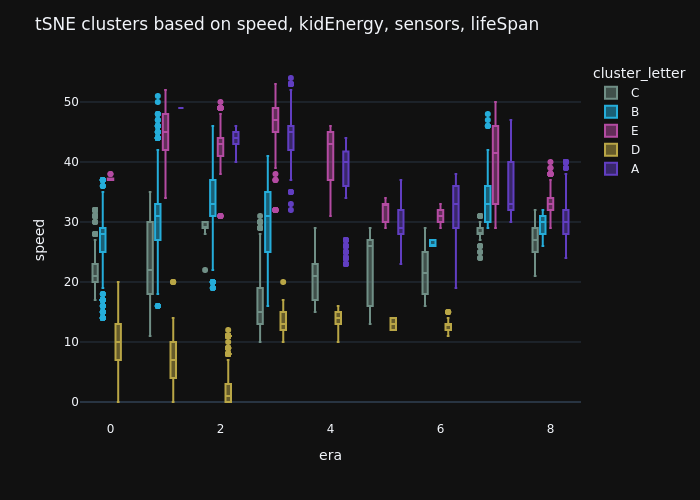 tSNE clusters based on speed, kidEnergy, sensors, lifeSpan
cluster_letter
C
B
E
D
A
50
40
30
20
10
0
speed
0 2 4 6 8
era